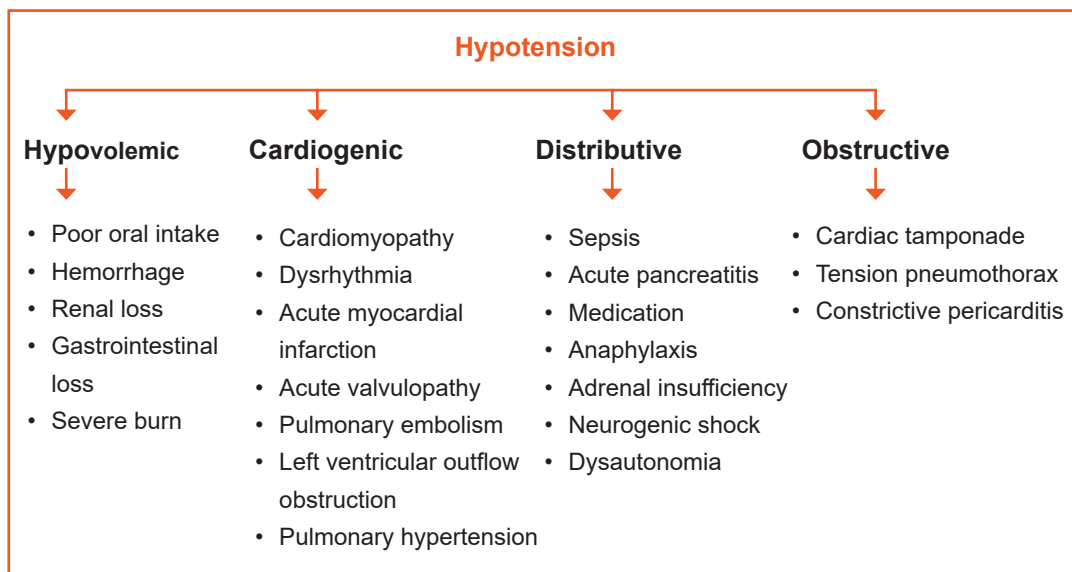 Hypotension
Hypovolemic
• Poor oral intake
• Hemorrhage
• Renal loss
• Gastrointestinal
loss
• Severe burn
Cardiogenic
• Cardiomyopathy
• Dysrhythmia
• Acute myocardial
infarction
• Acute valvulopathy
• Pulmonary embolism
• Left ventricular outflow
obstruction
• Pulmonary hypertension
Distributive
• Sepsis
• Acute pancreatitis
• Medication
• Anaphylaxis
• Adrenal insufficiency
• Neurogenic shock
• Dysautonomia
Obstructive
• Cardiac tamponade
• Tension pneumothorax
• Constrictive pericarditis